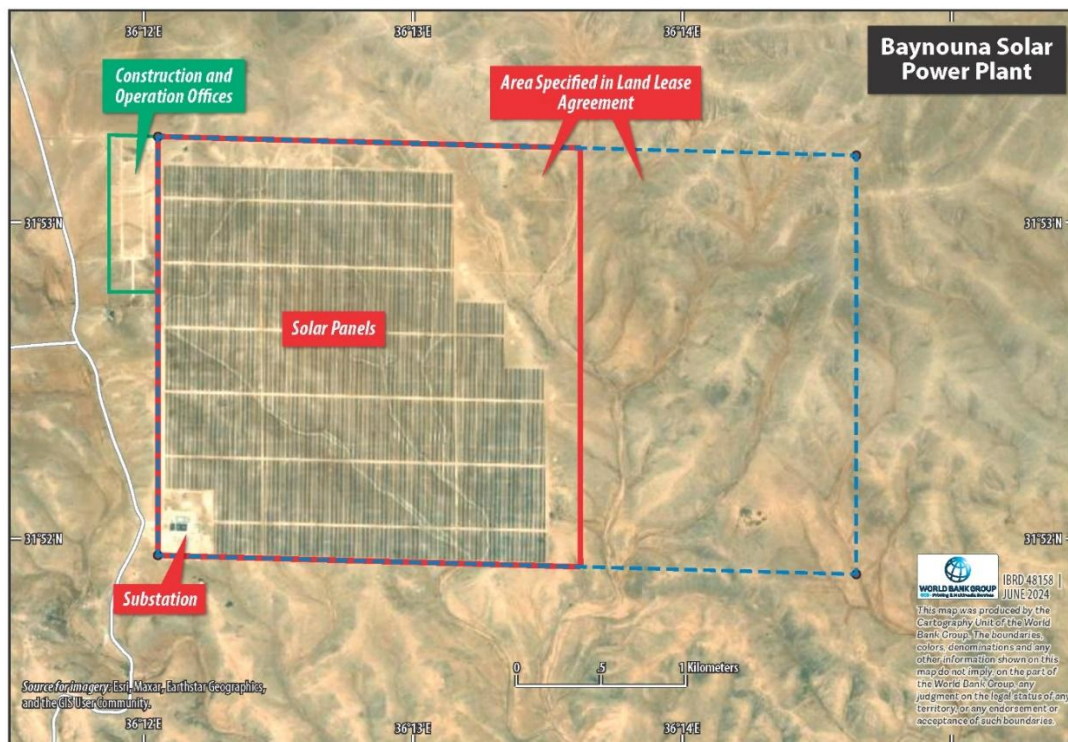 36°12'E
36°13'E
36°14'E
Baynouna Solar
Power Plant
Construction and
Operation Offices
Area Specified in Land Lease
Agreement
31°53'N
31°53'N
Solar Panels
31°52'N
31°52'N
Substation
WORLD BANK GROUP
IBRD 48158 |
JUNE 2024
This map was produced by the
Cartography Unit of the World
Bank Group. The boundaries,
colors, denominations and any
other information shown on this
map do not imply, on the part of
the World Bank Group, any
judgment on the legal status of any
territory, or any endorsement or
acceptance of such boundaries.
0 .5 1 Kilometers
Source for imagery: Esri, Maxar, Earthstar Geographics,
and the GIS User Community.
36°12'E
36°13'E
36°14'E